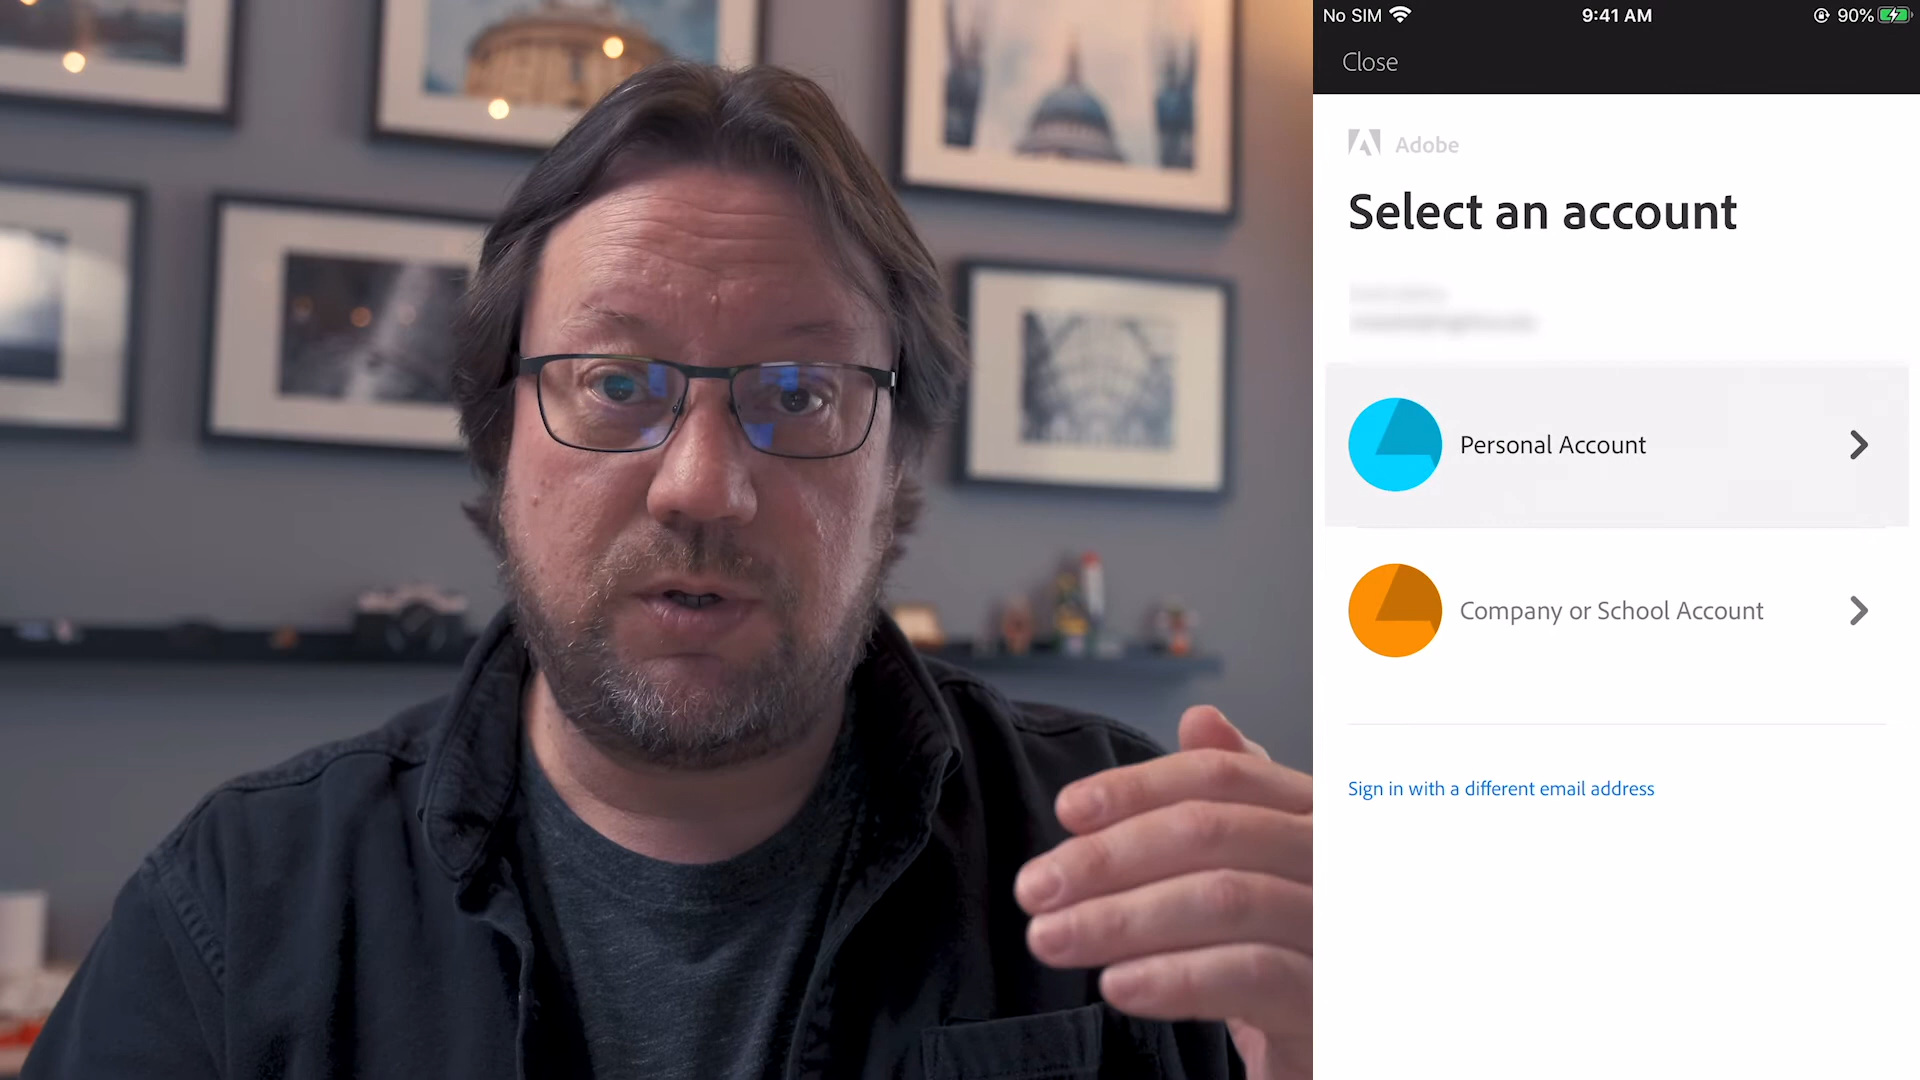 No SIM
9:41 AM
90%
Close
Adobe
Select an account
Personal Account
Company or School Account
Sign in with a different email address